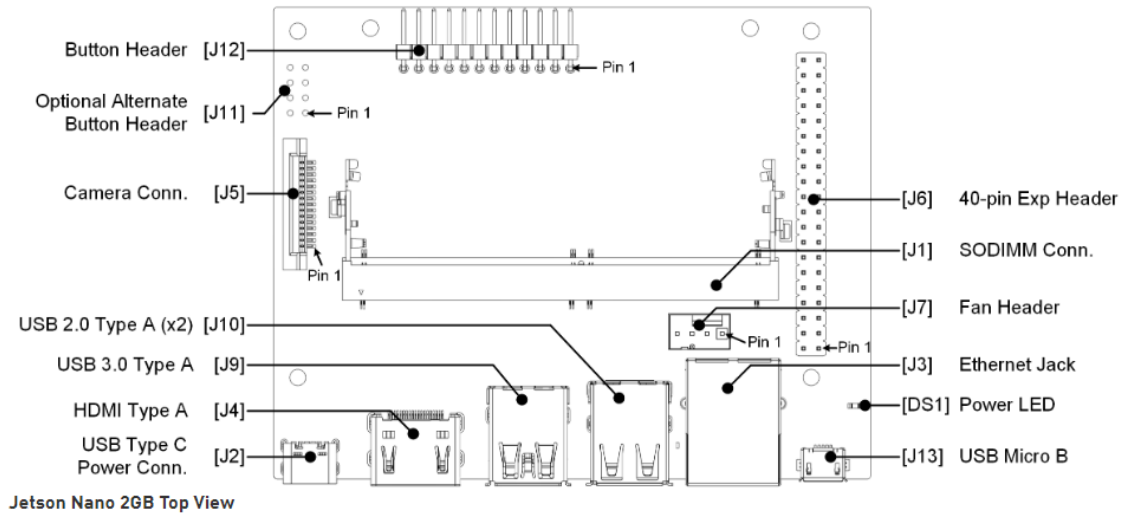 Button Header [J12]
Pin 1
Optional Alternate
Button Header [J11]
Pin 1
Camera Conn. [J5]
Pin 1
[J6] 40-pin Exp Header
[J1] SODIMM Conn.
[J7] Fan Header
USB 2.0 Type A (x2) [J10]
Pin 1
Pin 1
USB 3.0 Type A [J9]
[J3] Ethernet Jack
HDMI Type A [J4]
[DS1] Power LED
USB Type C
Power Conn. [J2]
[J13] USB Micro B
Jetson Nano 2GB Top View